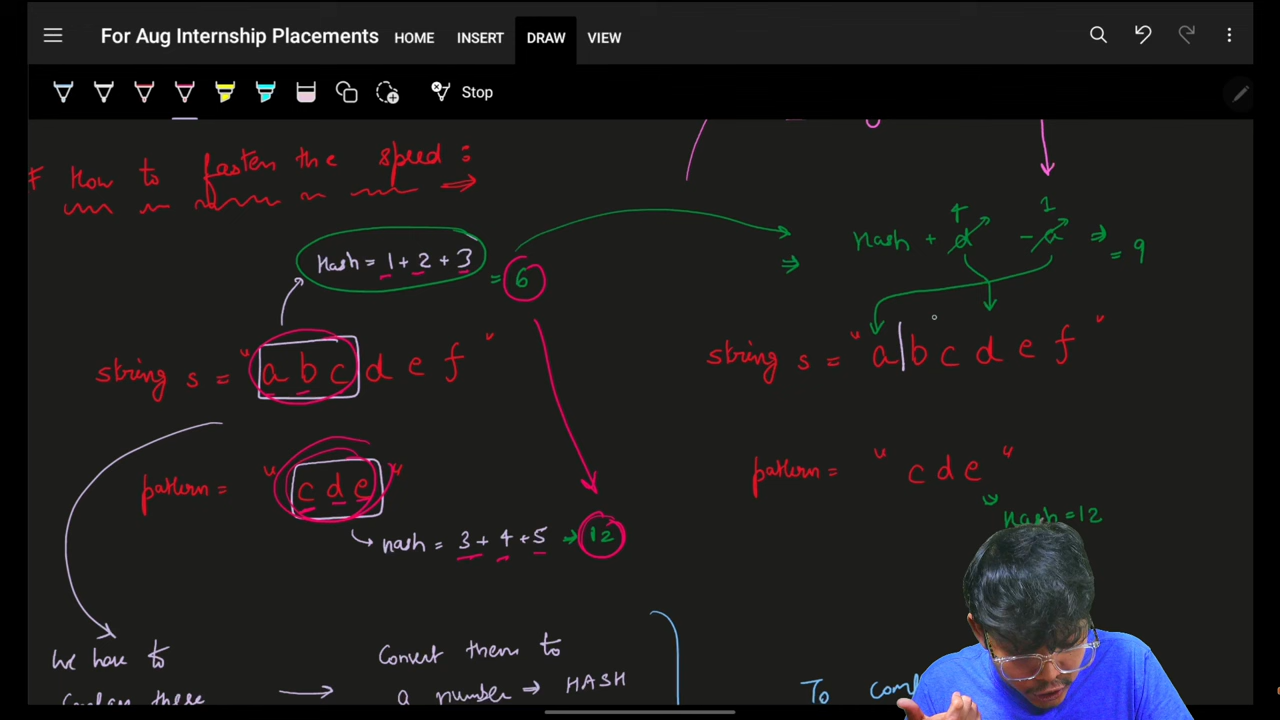 For Aug Internship Placements HOME INSERT DRAW VIEW
Stop
How to fasten the speed :
Hash = 1 + 2 + 3 = 6
string s = "a b c d e f"
pattern = "c d e"
hash = 3 + 4 + 5 → 12
We have to
Convert them to
a number → HASH
4 1
⇒ Hash + d - a ⇒ = 9
string s = "a|b c d e f"
pattern = "c d e"
Hash = 12
To